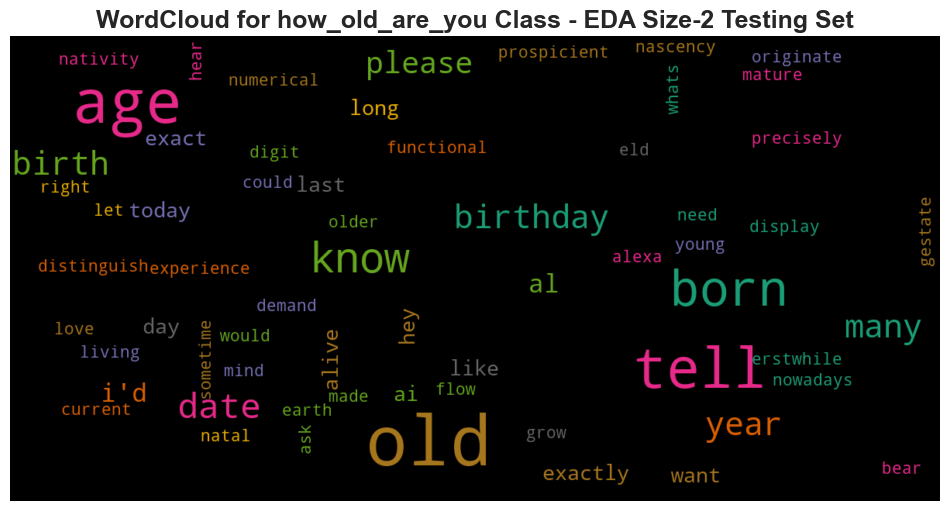 WordCloud for how_old_are_you Class - EDA Size-2 Testing Set
nativity
hear
numerical
please
prospicient
nascency
whats
originate
mature
age
long
exact
digit
functional
eld
precisely
birth
right
could
last
let
today
older
birthday
need
display
gestate
young
know
alexa
distinguish
experience
al
born
demand
hey
many
love
day
sometime
would
alive
living
mind
like
tell
erstwhile
nowadays
i'd
current
date
made
ai
flow
earth
natal
ask
old
grow
year
exactly
want
bear